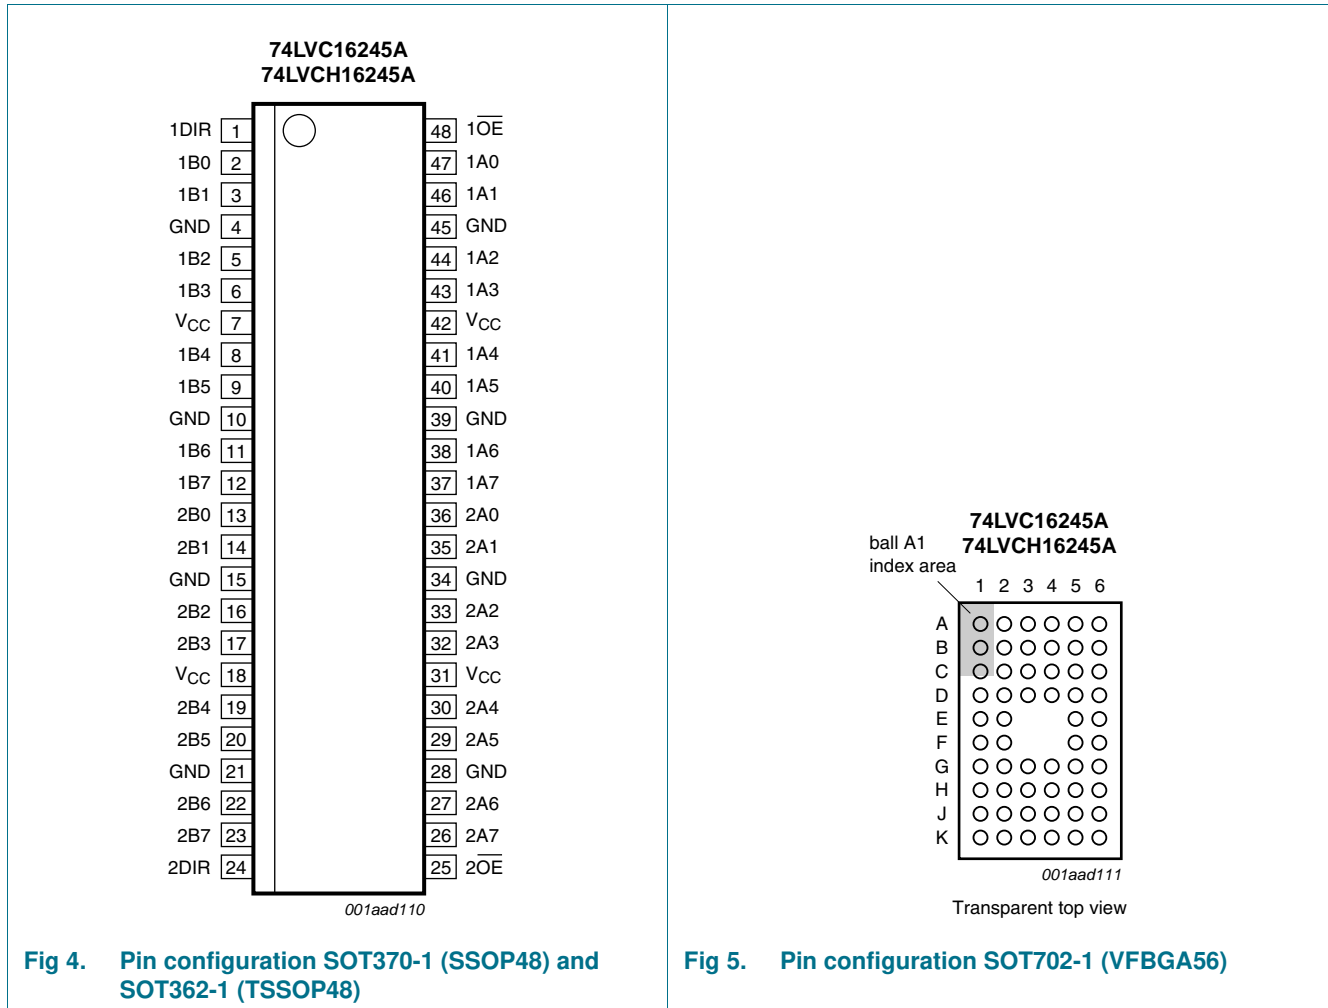 74LVC16245A
74LVCH16245A
1DIR 1 48 1O̅E̅
1B0 2 47 1A0
1B1 3 46 1A1
GND 4 45 GND
1B2 5 44 1A2
1B3 6 43 1A3
VCC 7 42 VCC
1B4 8 41 1A4
1B5 9 40 1A5
GND 10 39 GND
1B6 11 38 1A6
1B7 12 37 1A7
2B0 13 36 2A0
2B1 14 35 2A1
GND 15 34 GND
2B2 16 33 2A2
2B3 17 32 2A3
VCC 18 31 VCC
2B4 19 30 2A4
2B5 20 29 2A5
GND 21 28 GND
2B6 22 27 2A6
2B7 23 26 2A7
2DIR 24 25 2O̅E̅
001aad110
Fig 4. Pin configuration SOT370-1 (SSOP48) and
SOT362-1 (TSSOP48)
74LVC16245A
74LVCH16245A
ball A1
index area
1 2 3 4 5 6
A
B
C
D
E
F
G
H
J
K
001aad111
Transparent top view
Fig 5. Pin configuration SOT702-1 (VFBGA56)